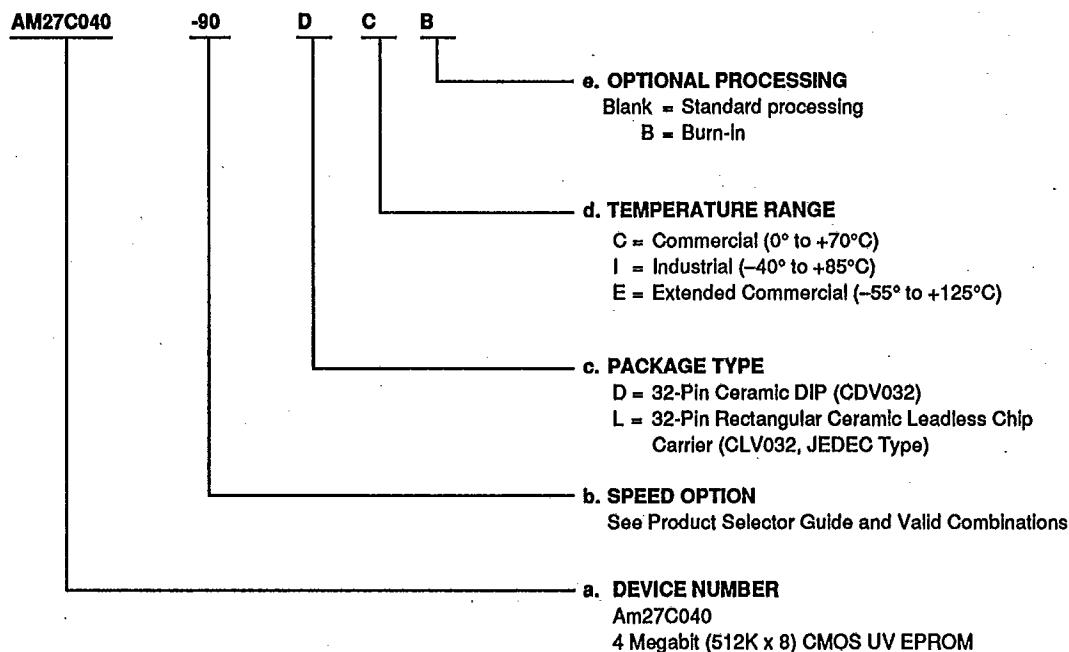 AM27C040 -90 D C B
e. OPTIONAL PROCESSING
Blank = Standard processing
B = Burn-In
d. TEMPERATURE RANGE
C = Commercial (0° to +70°C)
I = Industrial (–40° to +85°C)
E = Extended Commercial (–55° to +125°C)
c. PACKAGE TYPE
D = 32-Pin Ceramic DIP (CDV032)
L = 32-Pin Rectangular Ceramic Leadless Chip
Carrier (CLV032, JEDEC Type)
b. SPEED OPTION
See Product Selector Guide and Valid Combinations
a. DEVICE NUMBER
Am27C040
4 Megabit (512K x 8) CMOS UV EPROM